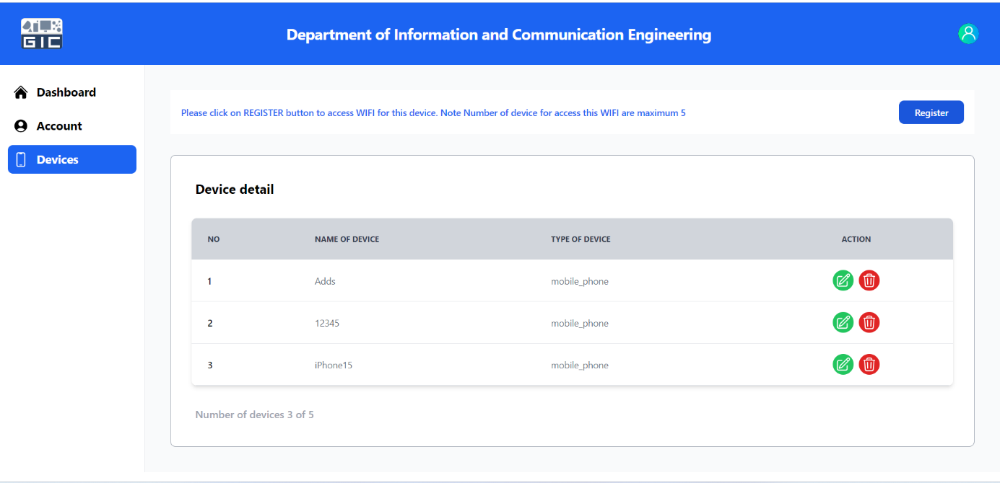 GTC
Department of Information and Communication Engineering
Dashboard
Account
Devices
Please click on REGISTER button to access WIFI for this device. Note Number of device for access this WIFI are maximum 5
Register
Device detail
NO NAME OF DEVICE TYPE OF DEVICE ACTION
1 Adds mobile_phone
2 12345 mobile_phone
3 iPhone15 mobile_phone
Number of devices 3 of 5